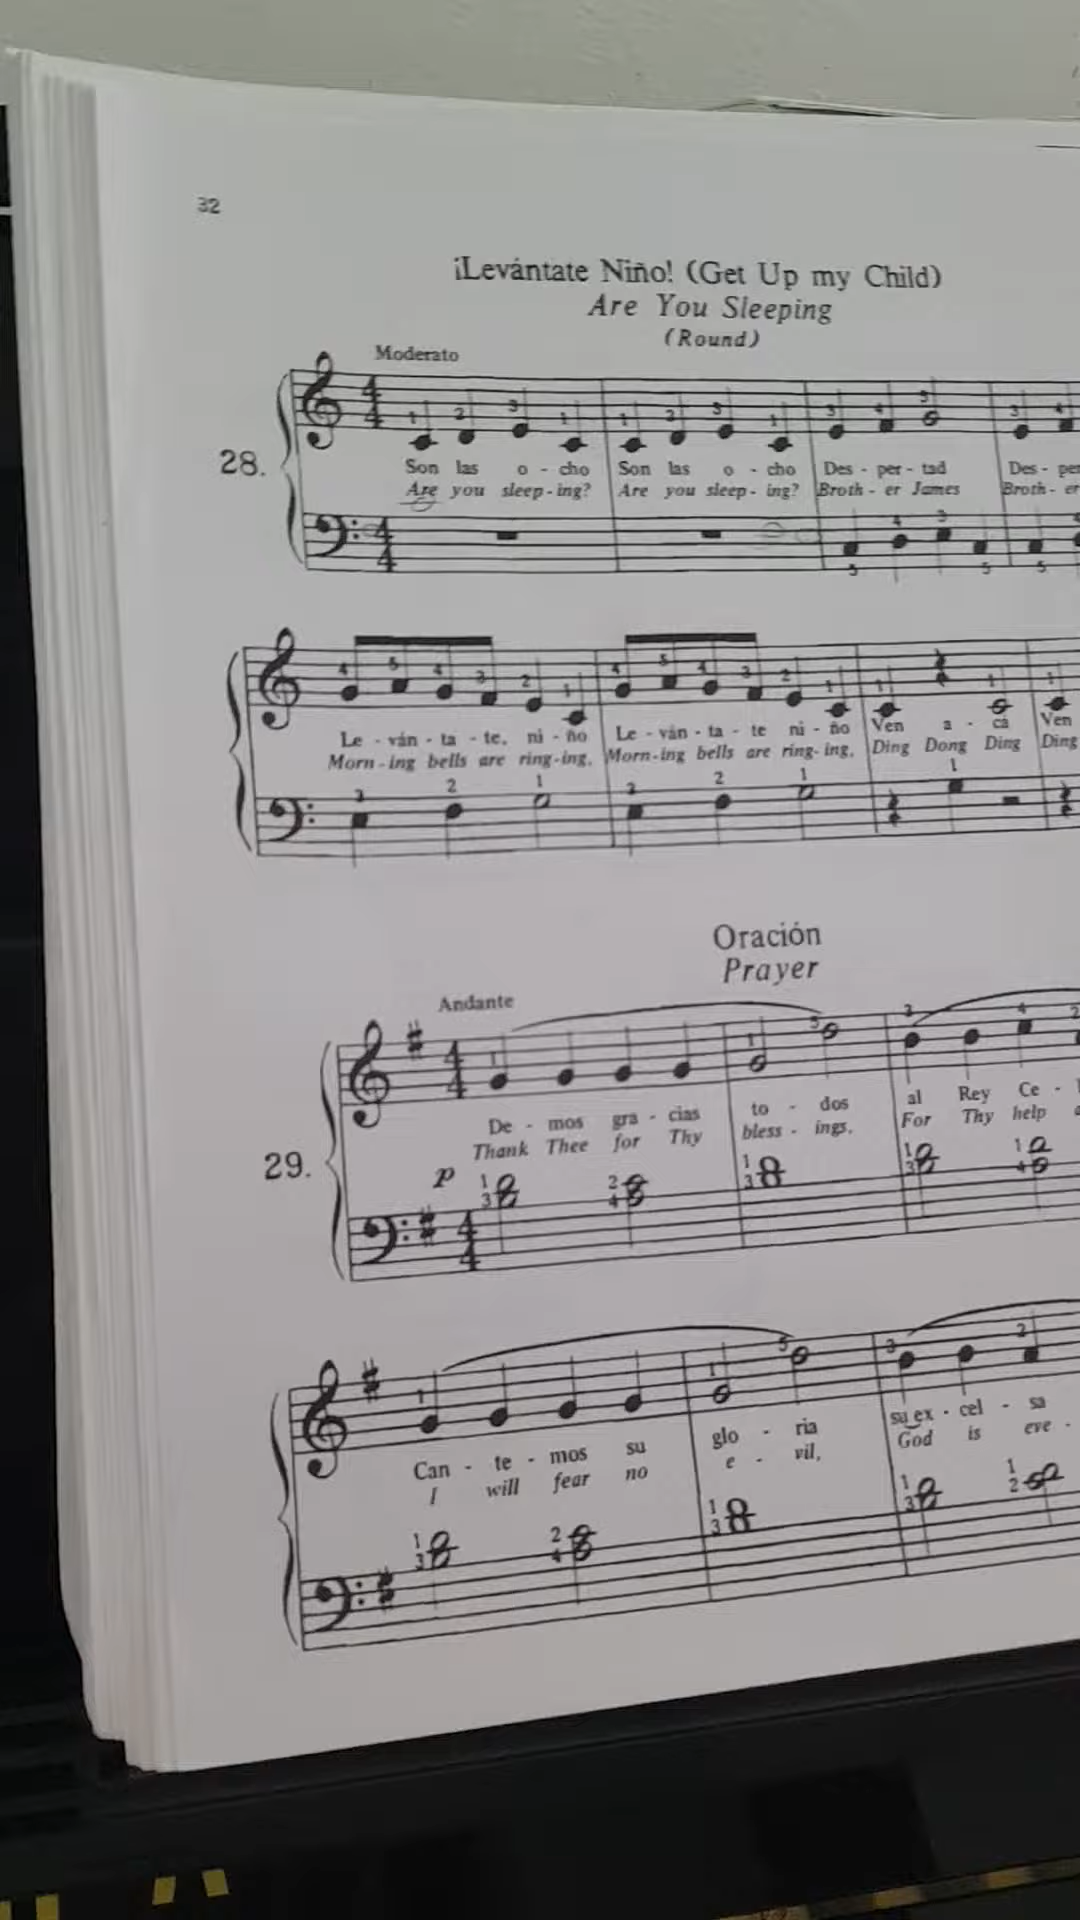 32
¡Levántate Niño! (Get Up my Child)
Are You Sleeping
(Round)
Moderato
28.
Son las o - cho Son las o - cho Des - per - tad Des - per
Are you sleep - ing? Are you sleep - ing? Broth - er James Broth - er
Le - ván - ta - te, ni - ño Le - ván - ta - te ni - ño Ven a - cá Ven
Morn - ing bells are ring - ing, Morn - ing bells are ring - ing, Ding Dong Ding Ding
Oración
Prayer
Andante
29.
De - mos gra - cias to - dos al Rey Ce -
Thank Thee for Thy bless - ings, For Thy help
p
Can - te - mos su glo - ria su ex - cel - sa
I will fear no e - vil, God is eve -